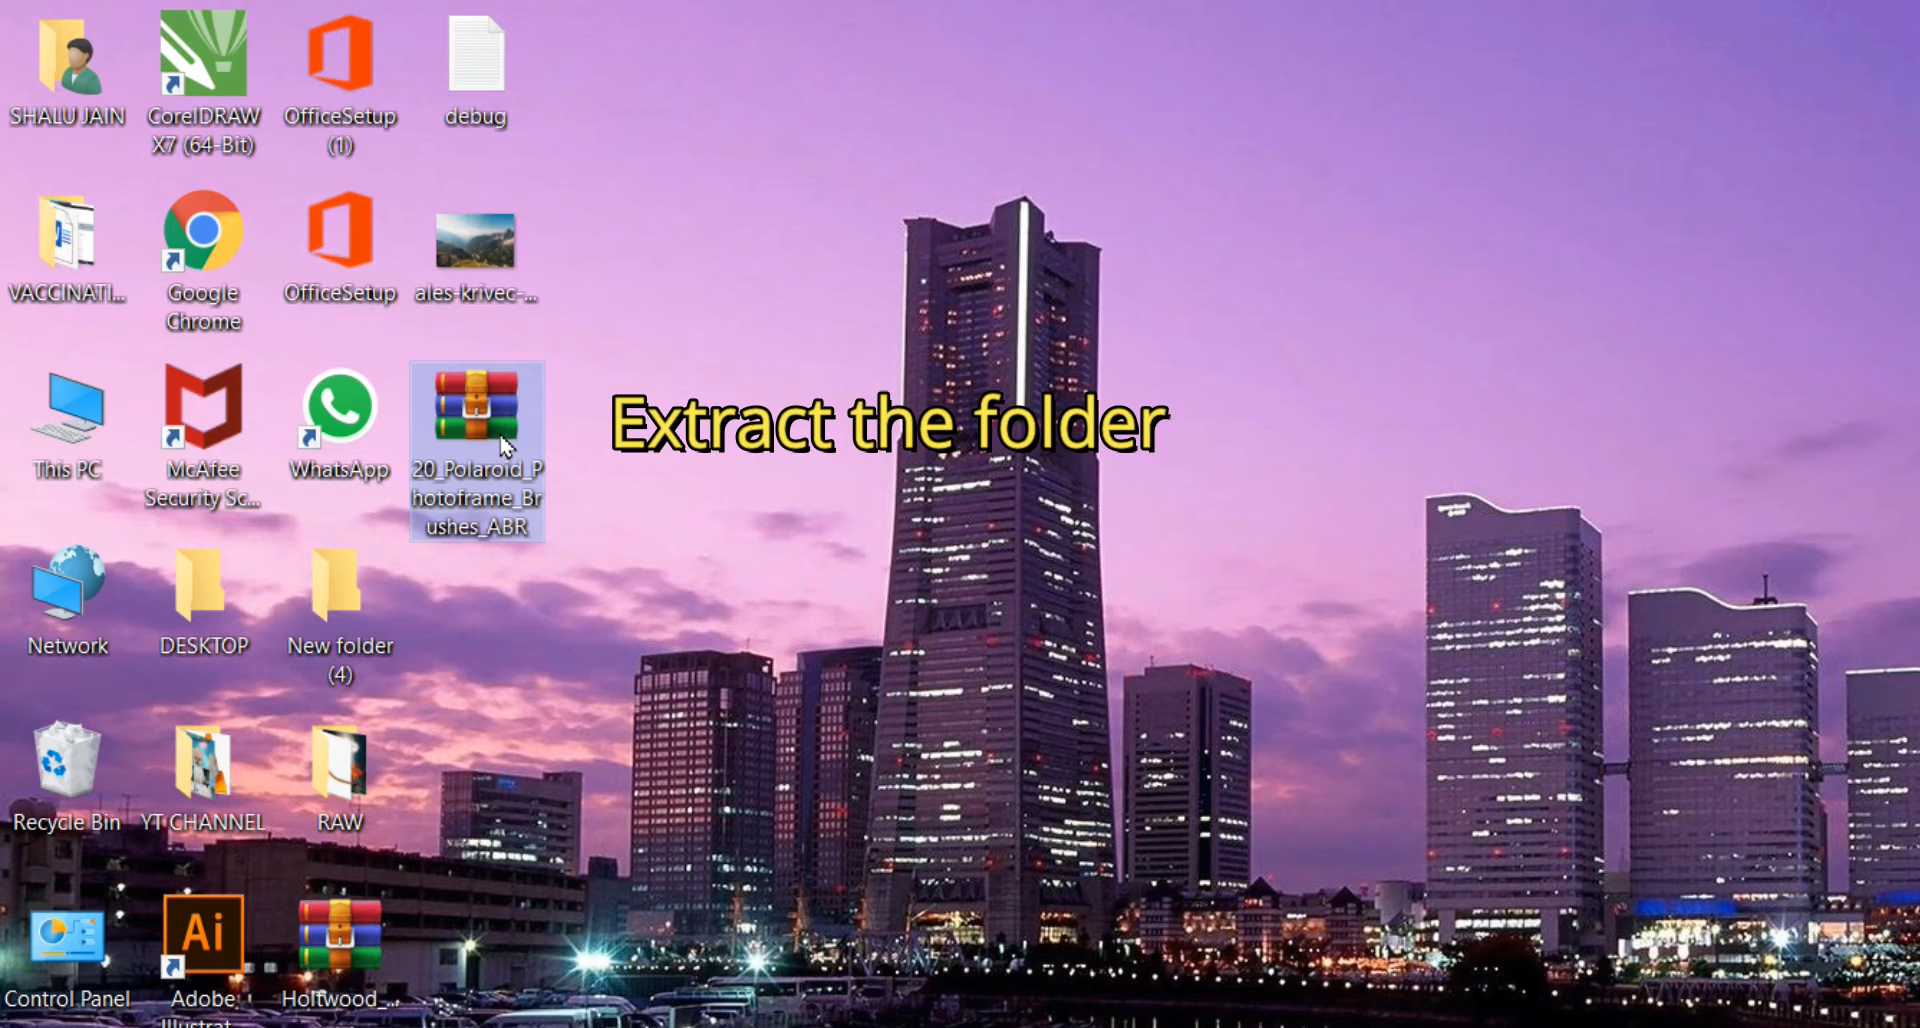 SHALU JAIN
CorelDRAW
X7 (64-Bit)
OfficeSetup
(1)
debug
VACCINATI...
Google
Chrome
OfficeSetup
ales-krivec-...
This PC
McAfee
Security Sc...
WhatsApp
20_Polaroid_P
hotoframe_Br
ushes_ABR
Extract the folder
Network
DESKTOP
New folder
(4)
Recycle Bin
YT CHANNEL
RAW
Ai
Control Panel
Adobe
Illustrat...
Holtwood_...